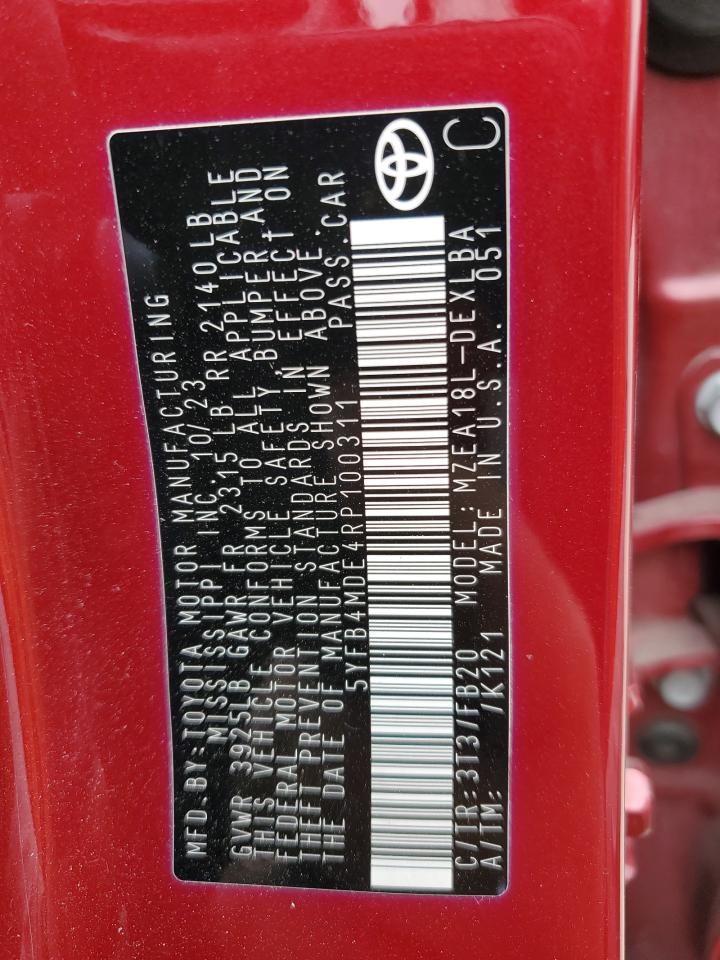 MFD.BY:TOYOTA MOTOR MANUFACTURING
MISSISSIPPI INC.10/23
GVWR 3925LB GAWR FR 2315LB RR 2140LB
THIS VEHICLE CONFORMS TO ALL APPLICABLE
FEDERAL MOTOR VEHICLE SAFETY,BUMPER,AND
THEFT PREVENTION STANDARDS IN EFFECT ON
THE DATE OF MANUFACTURE SHOWN ABOVE.
5YFB4MDE4RP100311 PASS.CAR
C/TR:3T3/FB20 MODEL:MZEA18L-DEXLBA
A/TM: /K121 MADE IN U.S.A. 051
C